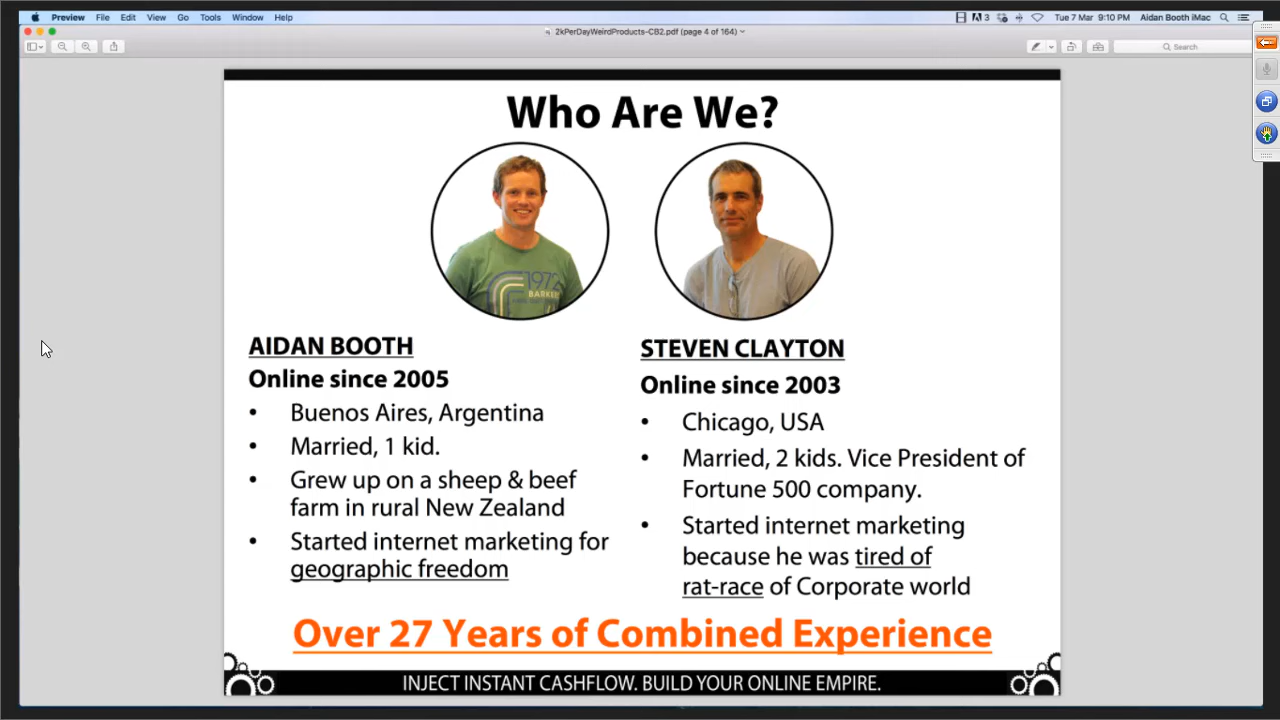 Preview File Edit View Go Tools Window Help
3 Tue 7 Mar 9:10 PM Aidan Booth iMac
2kPerDayWeirdProducts-CB2.pdf (page 4 of 164)
Search
Who Are We?
1972
BARKER
AIDAN BOOTH
Online since 2005
• Buenos Aires, Argentina
• Married, 1 kid.
• Grew up on a sheep & beef
farm in rural New Zealand
• Started internet marketing for
geographic freedom
STEVEN CLAYTON
Online since 2003
• Chicago, USA
• Married, 2 kids. Vice President of
Fortune 500 company.
• Started internet marketing
because he was tired of
rat-race of Corporate world
Over 27 Years of Combined Experience
INJECT INSTANT CASHFLOW. BUILD YOUR ONLINE EMPIRE.